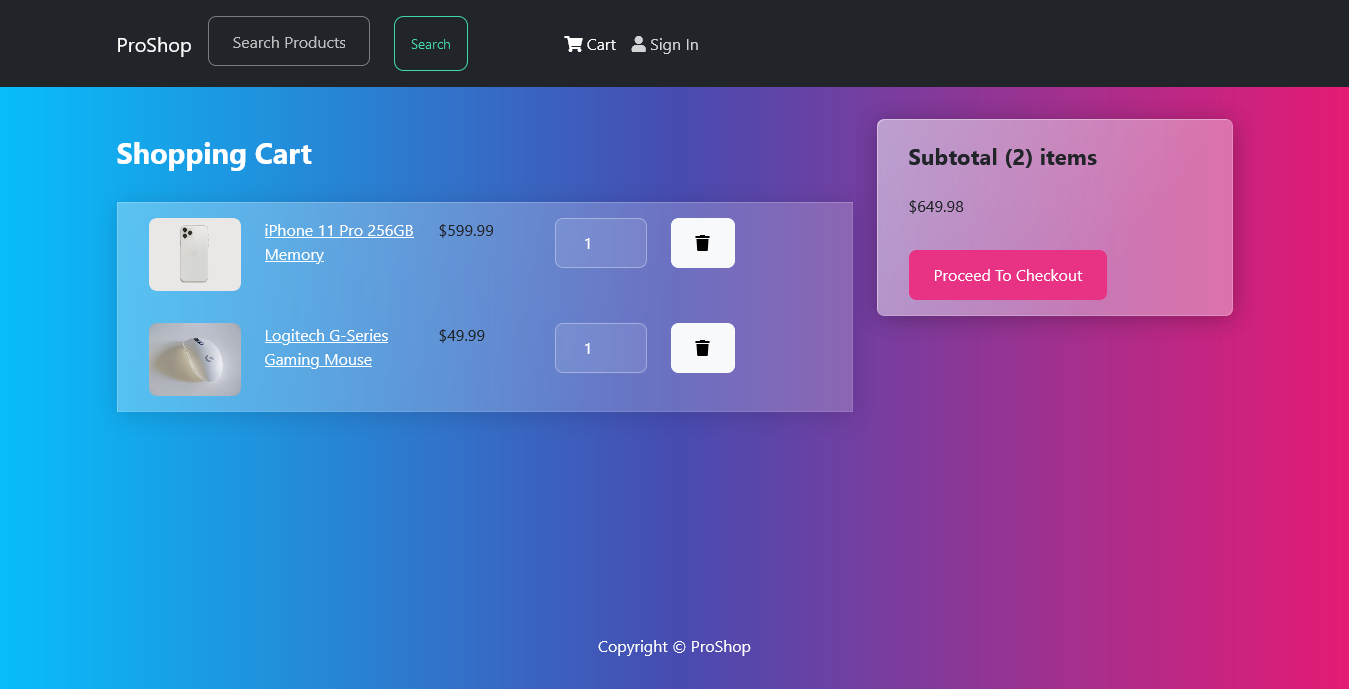 ProShop
Search Products
Search
Cart
Sign In
Shopping Cart
iPhone 11 Pro 256GB
Memory
$599.99
1
Logitech G-Series
Gaming Mouse
$49.99
1
Subtotal (2) items
$649.98
Proceed To Checkout
Copyright © ProShop